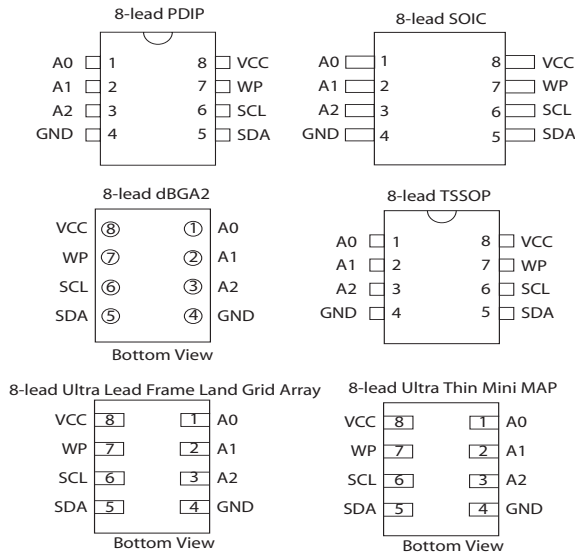 8-lead PDIP
A0 1 8 VCC
A1 2 7 WP
A2 3 6 SCL
GND 4 5 SDA
8-lead SOIC
A0 1 8 VCC
A1 2 7 WP
A2 3 6 SCL
GND 4 5 SDA
8-lead dBGA2
VCC 8 1 A0
WP 7 2 A1
SCL 6 3 A2
SDA 5 4 GND
Bottom View
8-lead TSSOP
A0 1 8 VCC
A1 2 7 WP
A2 3 6 SCL
GND 4 5 SDA
8-lead Ultra Lead Frame Land Grid Array
VCC 8 1 A0
WP 7 2 A1
SCL 6 3 A2
SDA 5 4 GND
Bottom View
8-lead Ultra Thin Mini MAP
VCC 8 1 A0
WP 7 2 A1
SCL 6 3 A2
SDA 5 4 GND
Bottom View